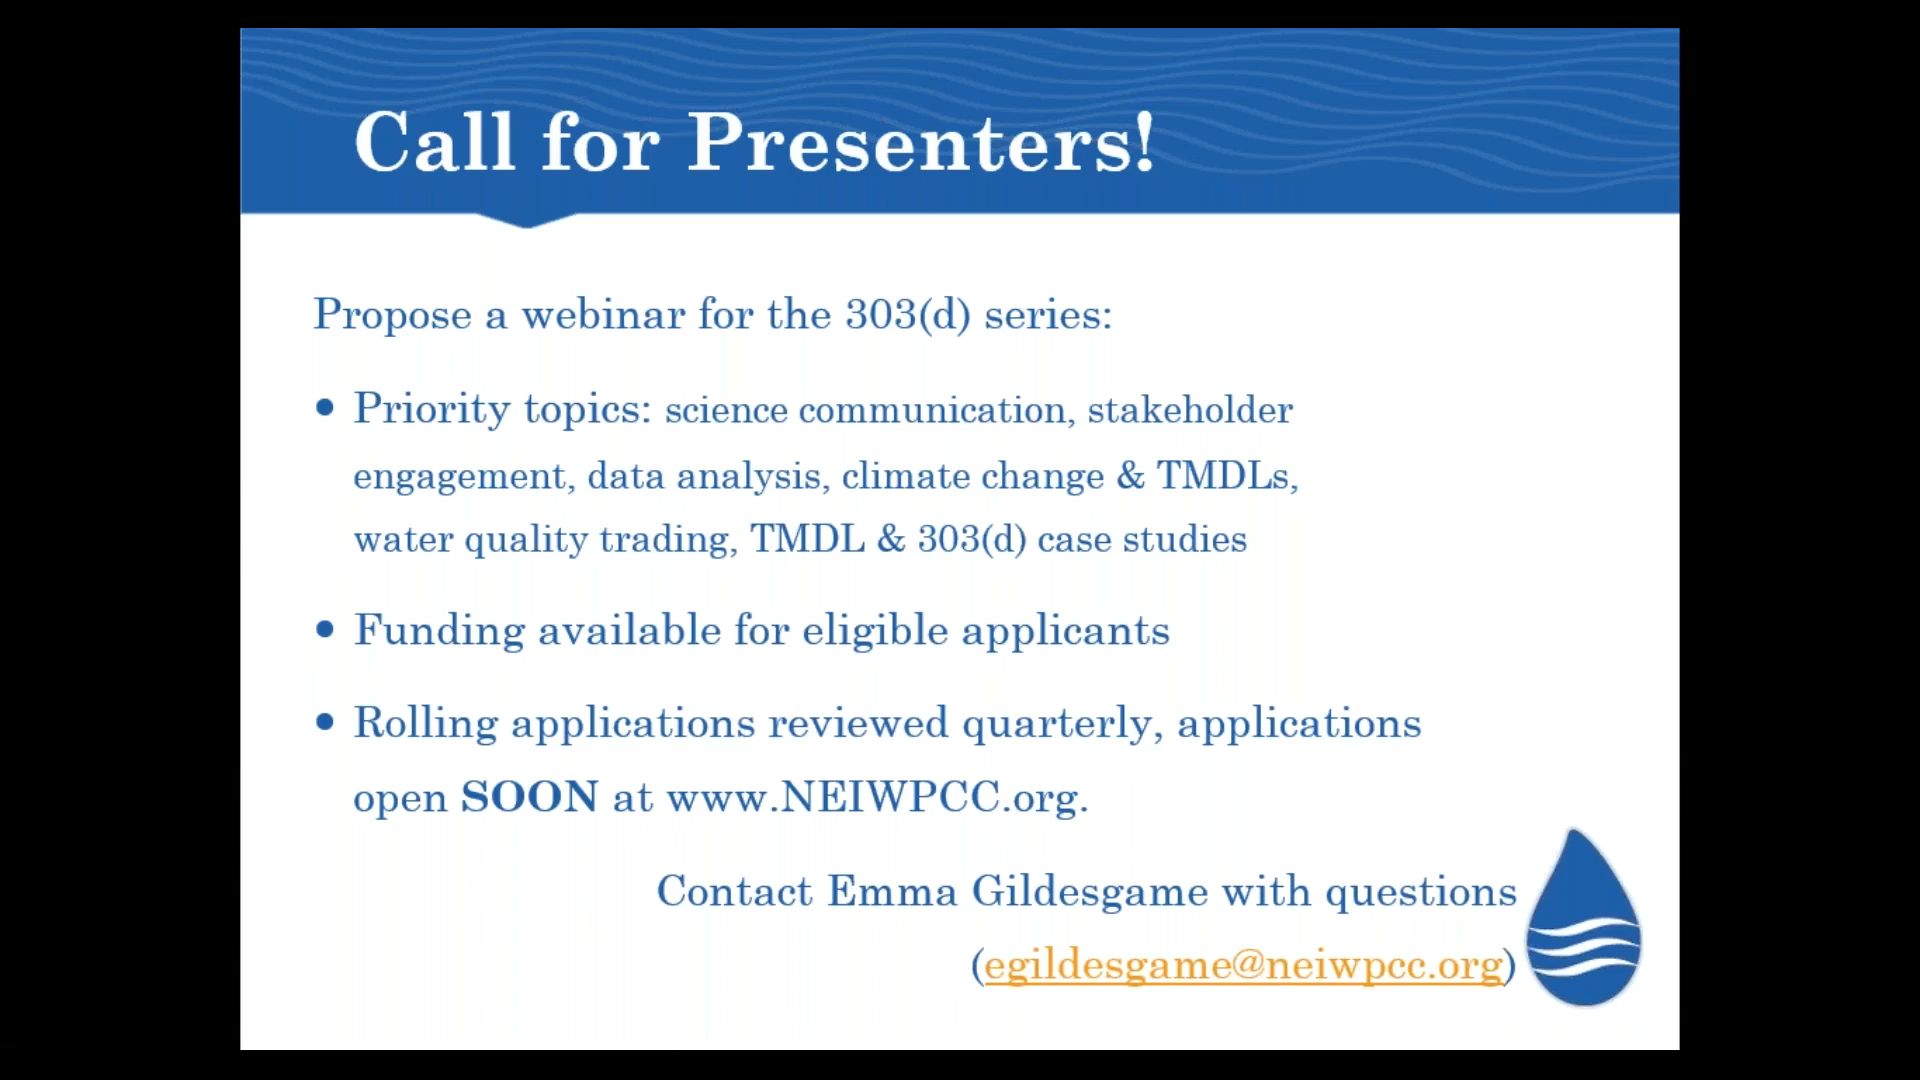 Call for Presenters!
Propose a webinar for the 303(d) series:
• Priority topics: science communication, stakeholder
engagement, data analysis, climate change & TMDLs,
water quality trading, TMDL & 303(d) case studies
• Funding available for eligible applicants
• Rolling applications reviewed quarterly, applications
open SOON at www.NEIWPCC.org.
Contact Emma Gildesgame with questions
(egildesgame@neiwpcc.org)